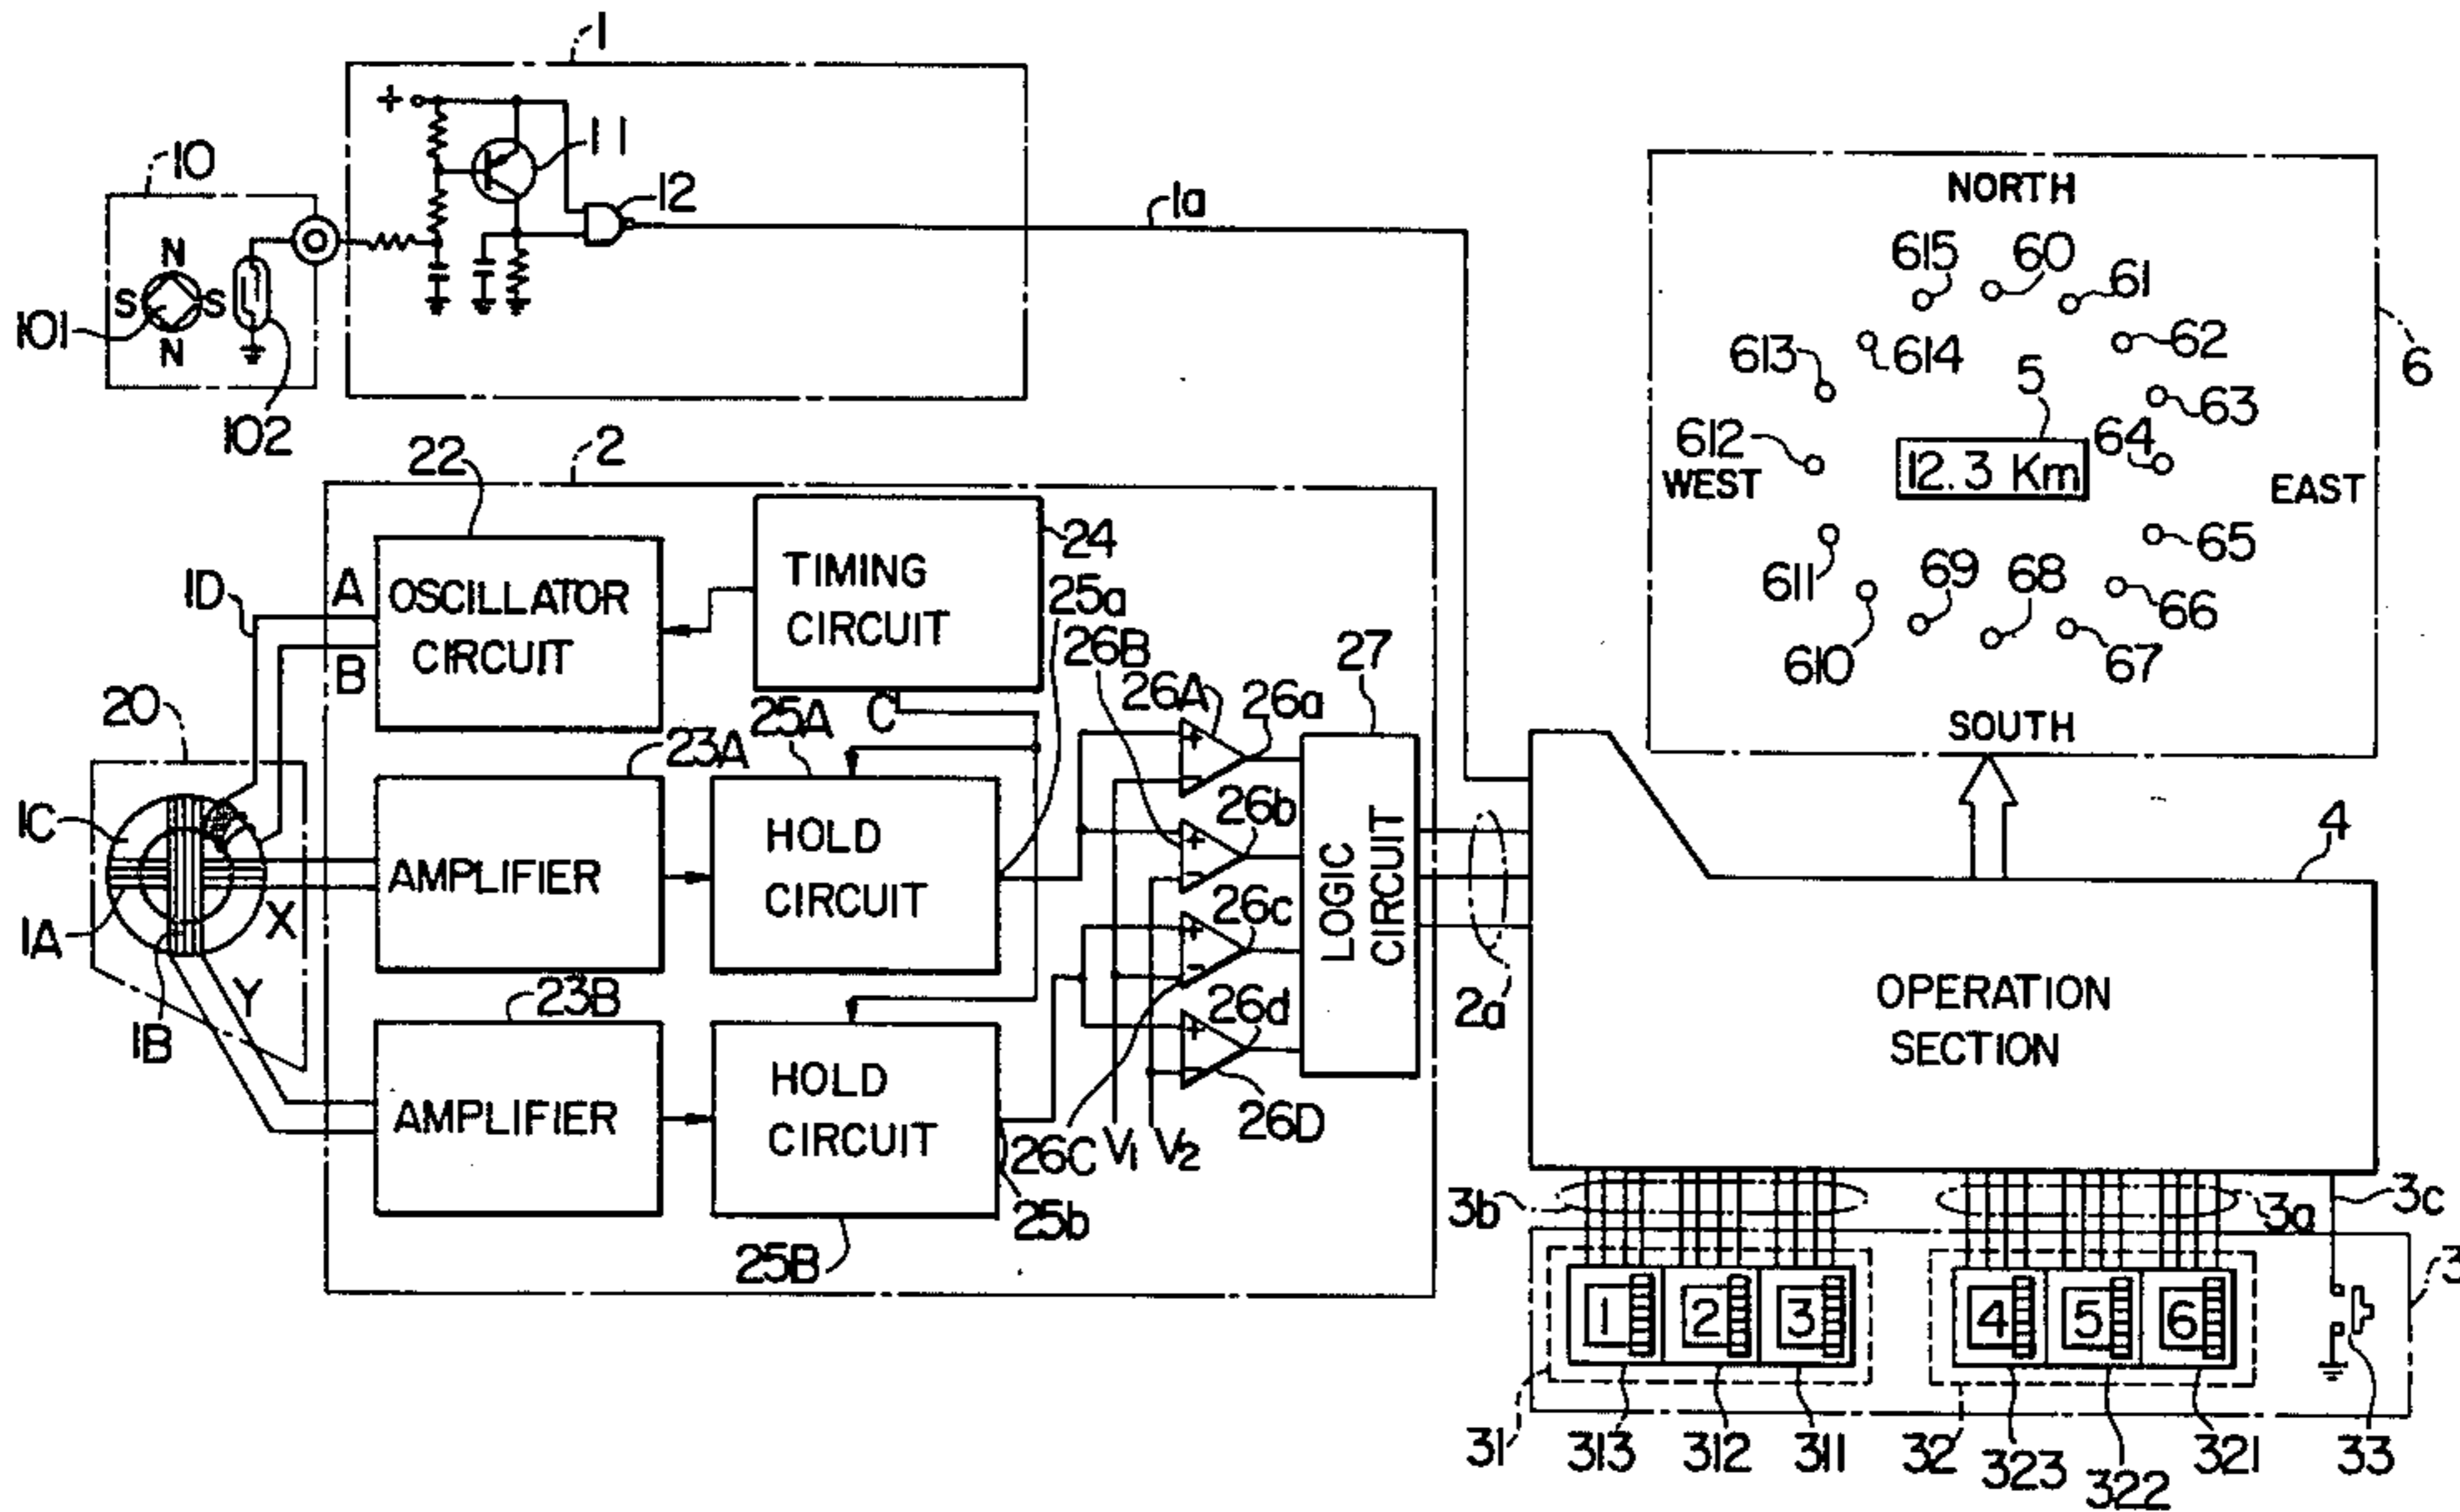 1
+
11
10
12
1a
N
S S
N
101
102
NORTH
615 60 61
62
613 614
5
6
63
612
64
WEST
12.3 Km
EAST
65
611 69 68
66
610
67
SOUTH
22
2
24
1D
A
B
OSCILLATOR
CIRCUIT
TIMING
CIRCUIT
25a
26B
C
20
23A
25A
26A
26a
27
1C
1A
1B
X
Y
AMPLIFIER
HOLD
CIRCUIT
+
-
26b
+
-
26c
+
-
26d
+
-
LOGIC
CIRCUIT
2a
4
OPERATION
SECTION
23B
AMPLIFIER
HOLD
CIRCUIT
26C
V1
V2
26D
25b
25B
3b
3a
3c
3
1 2 3
4 5 6
31 313 312 311
32 323 322 321 33